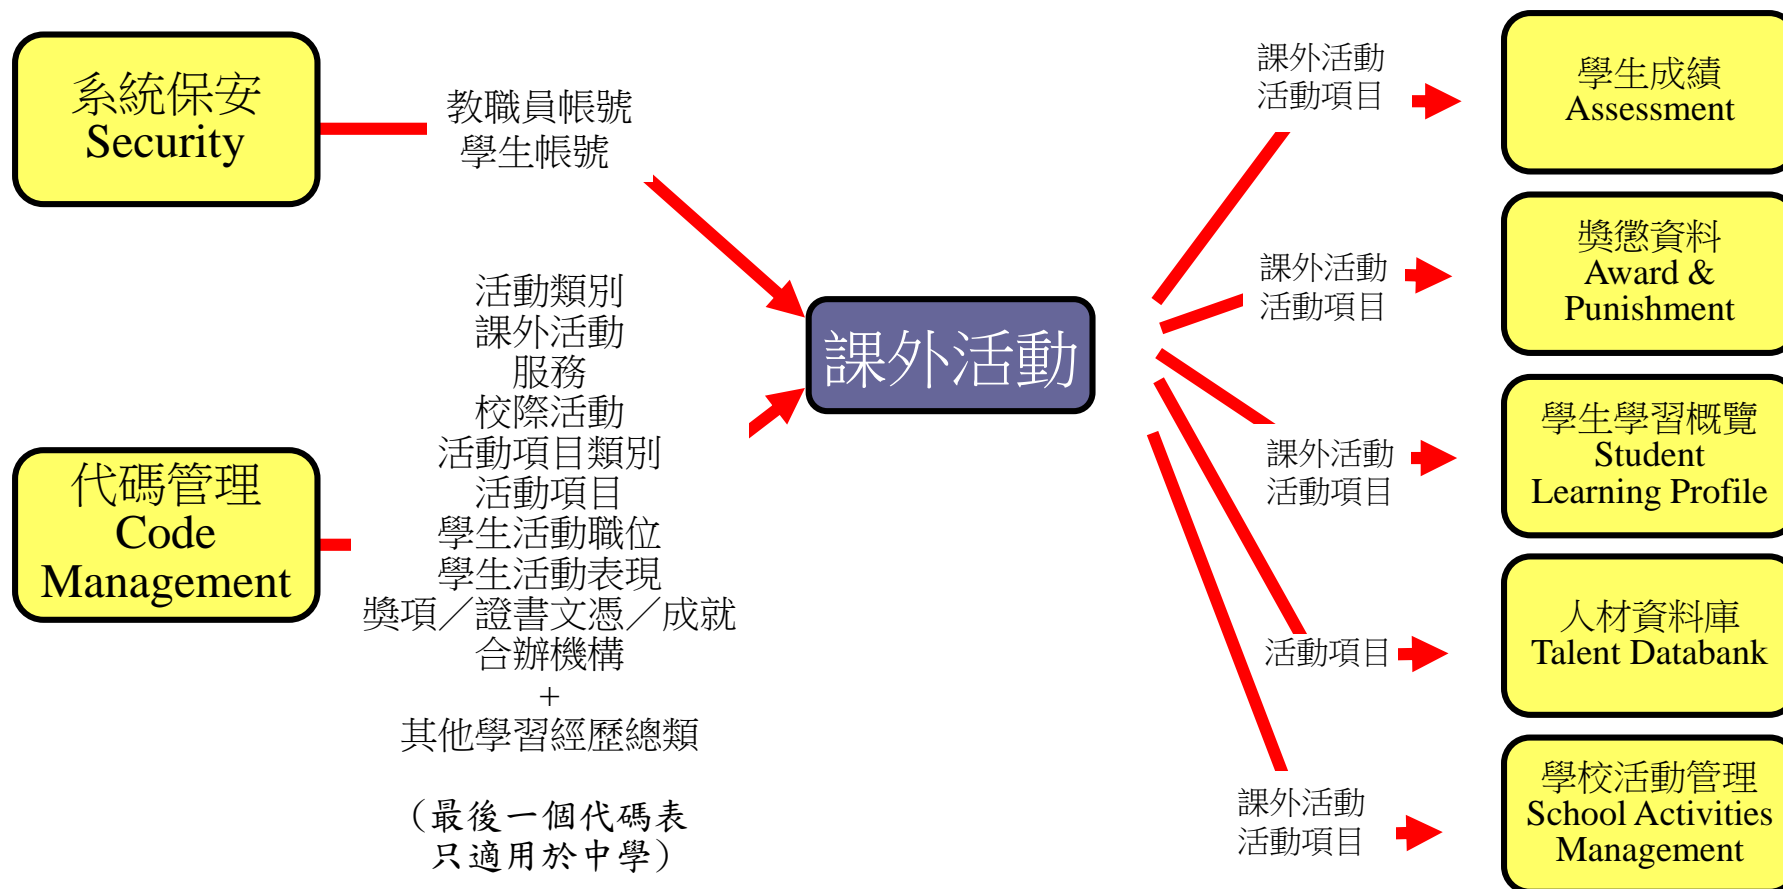 系統保安
Security
教職員帳號
學生帳號
代碼管理
Code
Management
活動類別
課外活動
服務
校際活動
活動項目類別
活動項目
學生活動職位
學生活動表現
獎項／證書文憑／成就
合辦機構
+
其他學習經歷總類
（最後一個代碼表
只適用於中學）
課外活動
課外活動
活動項目
學生成績
Assessment
課外活動
活動項目
獎懲資料
Award &
Punishment
課外活動
活動項目
學生學習概覽
Student
Learning Profile
活動項目
人材資料庫
Talent Databank
課外活動
活動項目
學校活動管理
School Activities
Management